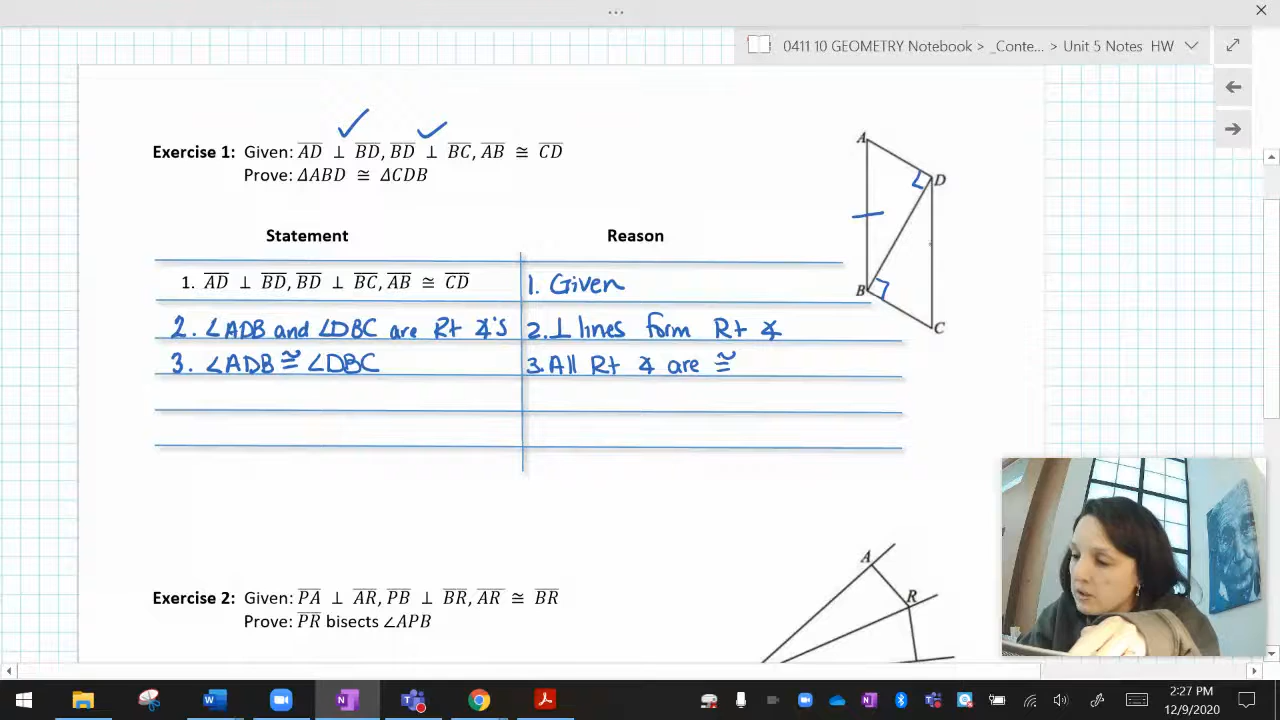 0411 10 GEOMETRY Notebook > _Conte... > Unit 5 Notes HW
Exercise 1: Given: AD ⊥ BD, BD ⊥ BC, AB ≅ CD
Prove: ΔABD ≅ ΔCDB
A
D
B
C
Statement Reason
1. AD ⊥ BD, BD ⊥ BC, AB ≅ CD 1. Given
2. ∠ADB and ∠DBC are Rt ∡'s 2. ⊥ lines form Rt ∡
3. ∠ADB ≅ ∠DBC 3. All Rt ∡ are ≅
A
R
Exercise 2: Given: PA ⊥ AR, PB ⊥ BR, AR ≅ BR
Prove: PR bisects ∠APB
2:27 PM
12/9/2020